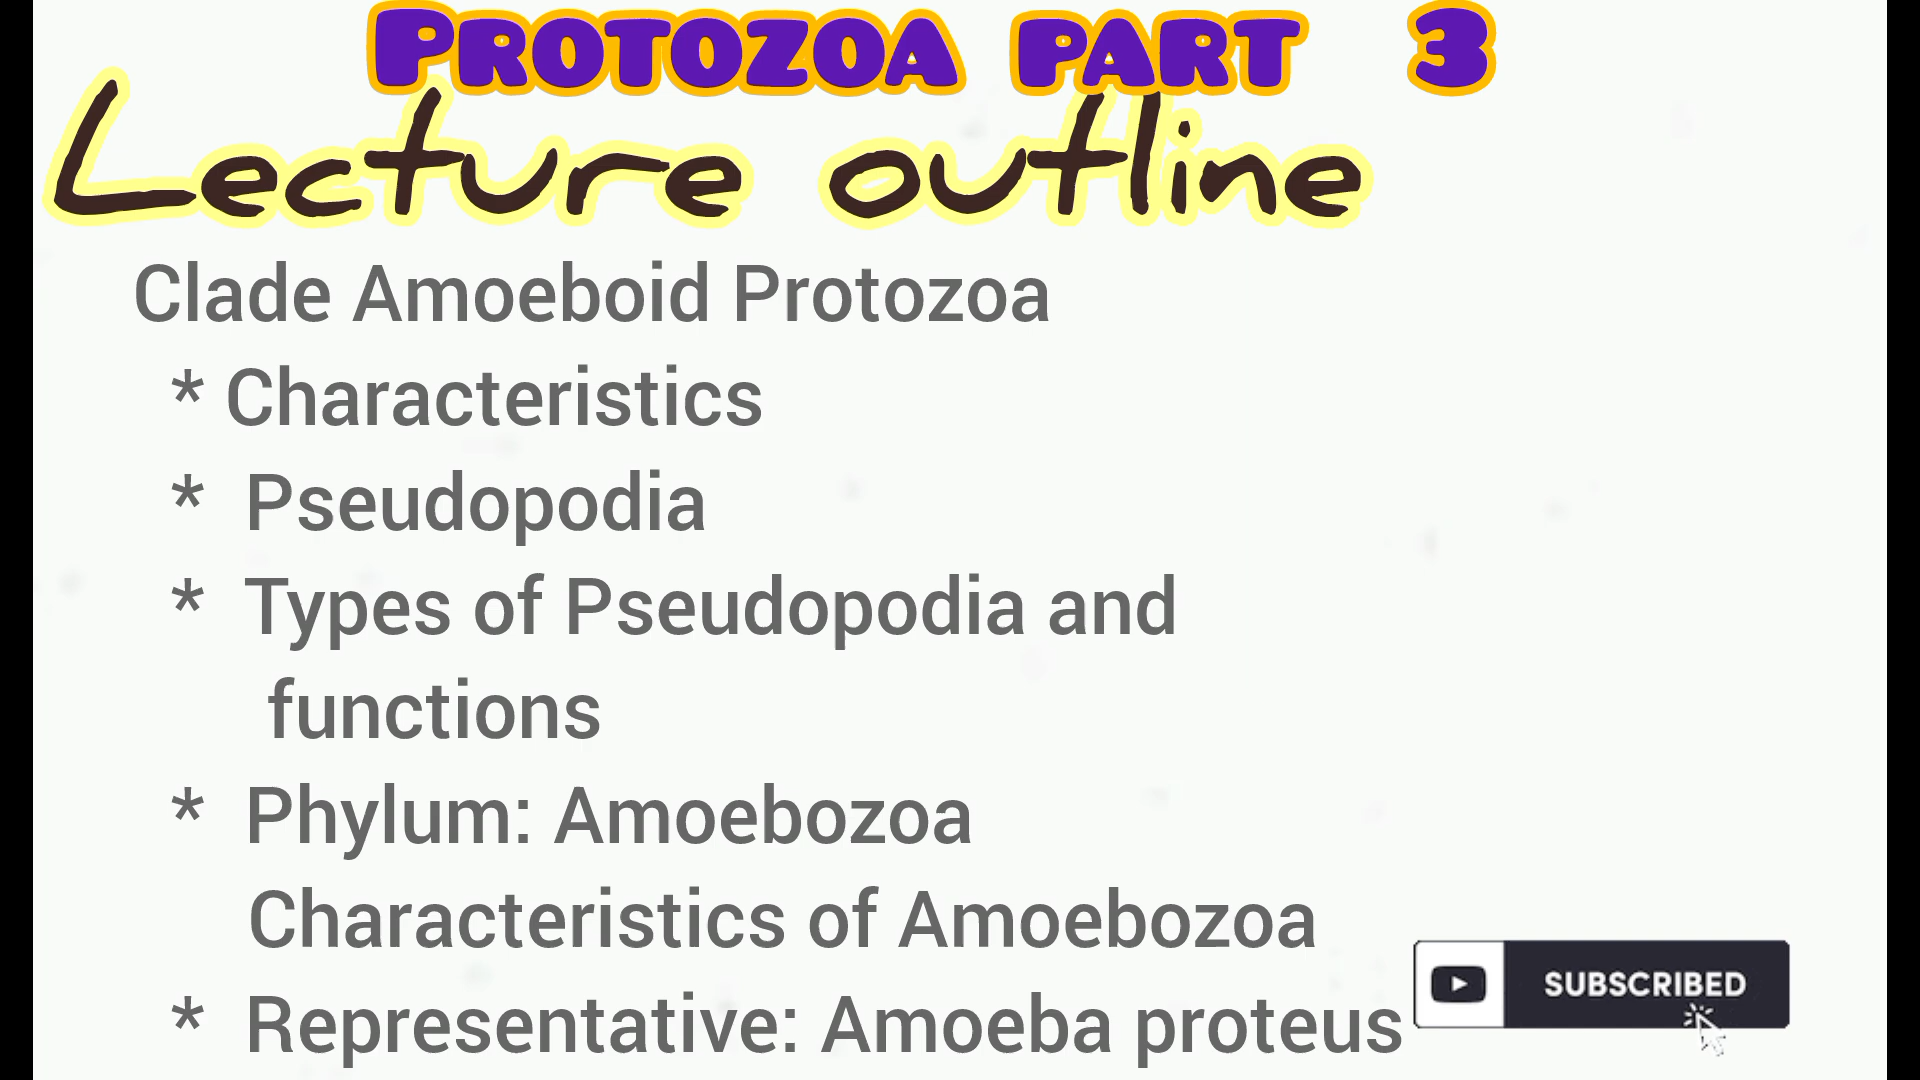 PROTOZOA PART 3
Lecture outline
Clade Amoeboid Protozoa
* Characteristics
* Pseudopodia
* Types of Pseudopodia and
functions
* Phylum: Amoebozoa
Characteristics of Amoebozoa
* Representative: Amoeba proteus
SUBSCRIBED